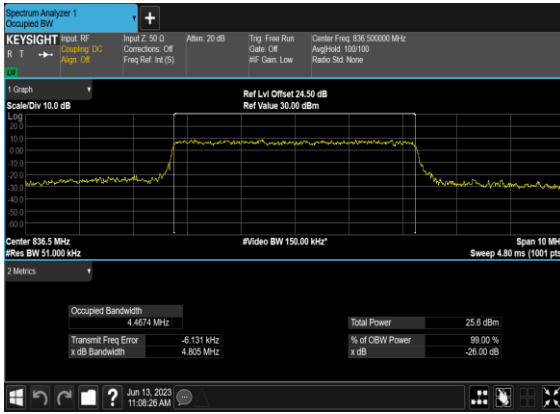 Spectrum Analyzer 1
Occupied BW
KEYSIGHT
R T
LW
Input: RF
Coupling: DC
Align: Off
Input Z: 50 Ω
Corrections: Off
Freq Ref: Int (S)
Atten: 20 dB
Trig: Free Run
Gate: Off
#IF Gain: Low
Center Freq: 836.500000 MHz
Avg|Hold: 100/100
Radio Std: None
1 Graph
Scale/Div 10.0 dB
Ref Lvl Offset 24.50 dB
Ref Value 30.00 dBm
Log
20.0
10.0
0.00
-10.0
-20.0
-30.0
-40.0
-50.0
-60.0
Center 836.5 MHz
#Res BW 51.000 kHz
#Video BW 150.00 kHz*
Span 10 MH
Sweep 4.80 ms (1001 pts
2 Metrics
Occupied Bandwidth
4.4674 MHz
Transmit Freq Error -6.131 kHz
x dB Bandwidth 4.805 MHz
Total Power 25.6 dBm
% of OBW Power 99.00 %
x dB -26.00 dB
?
Jun 13, 2023
11:08:26 AM